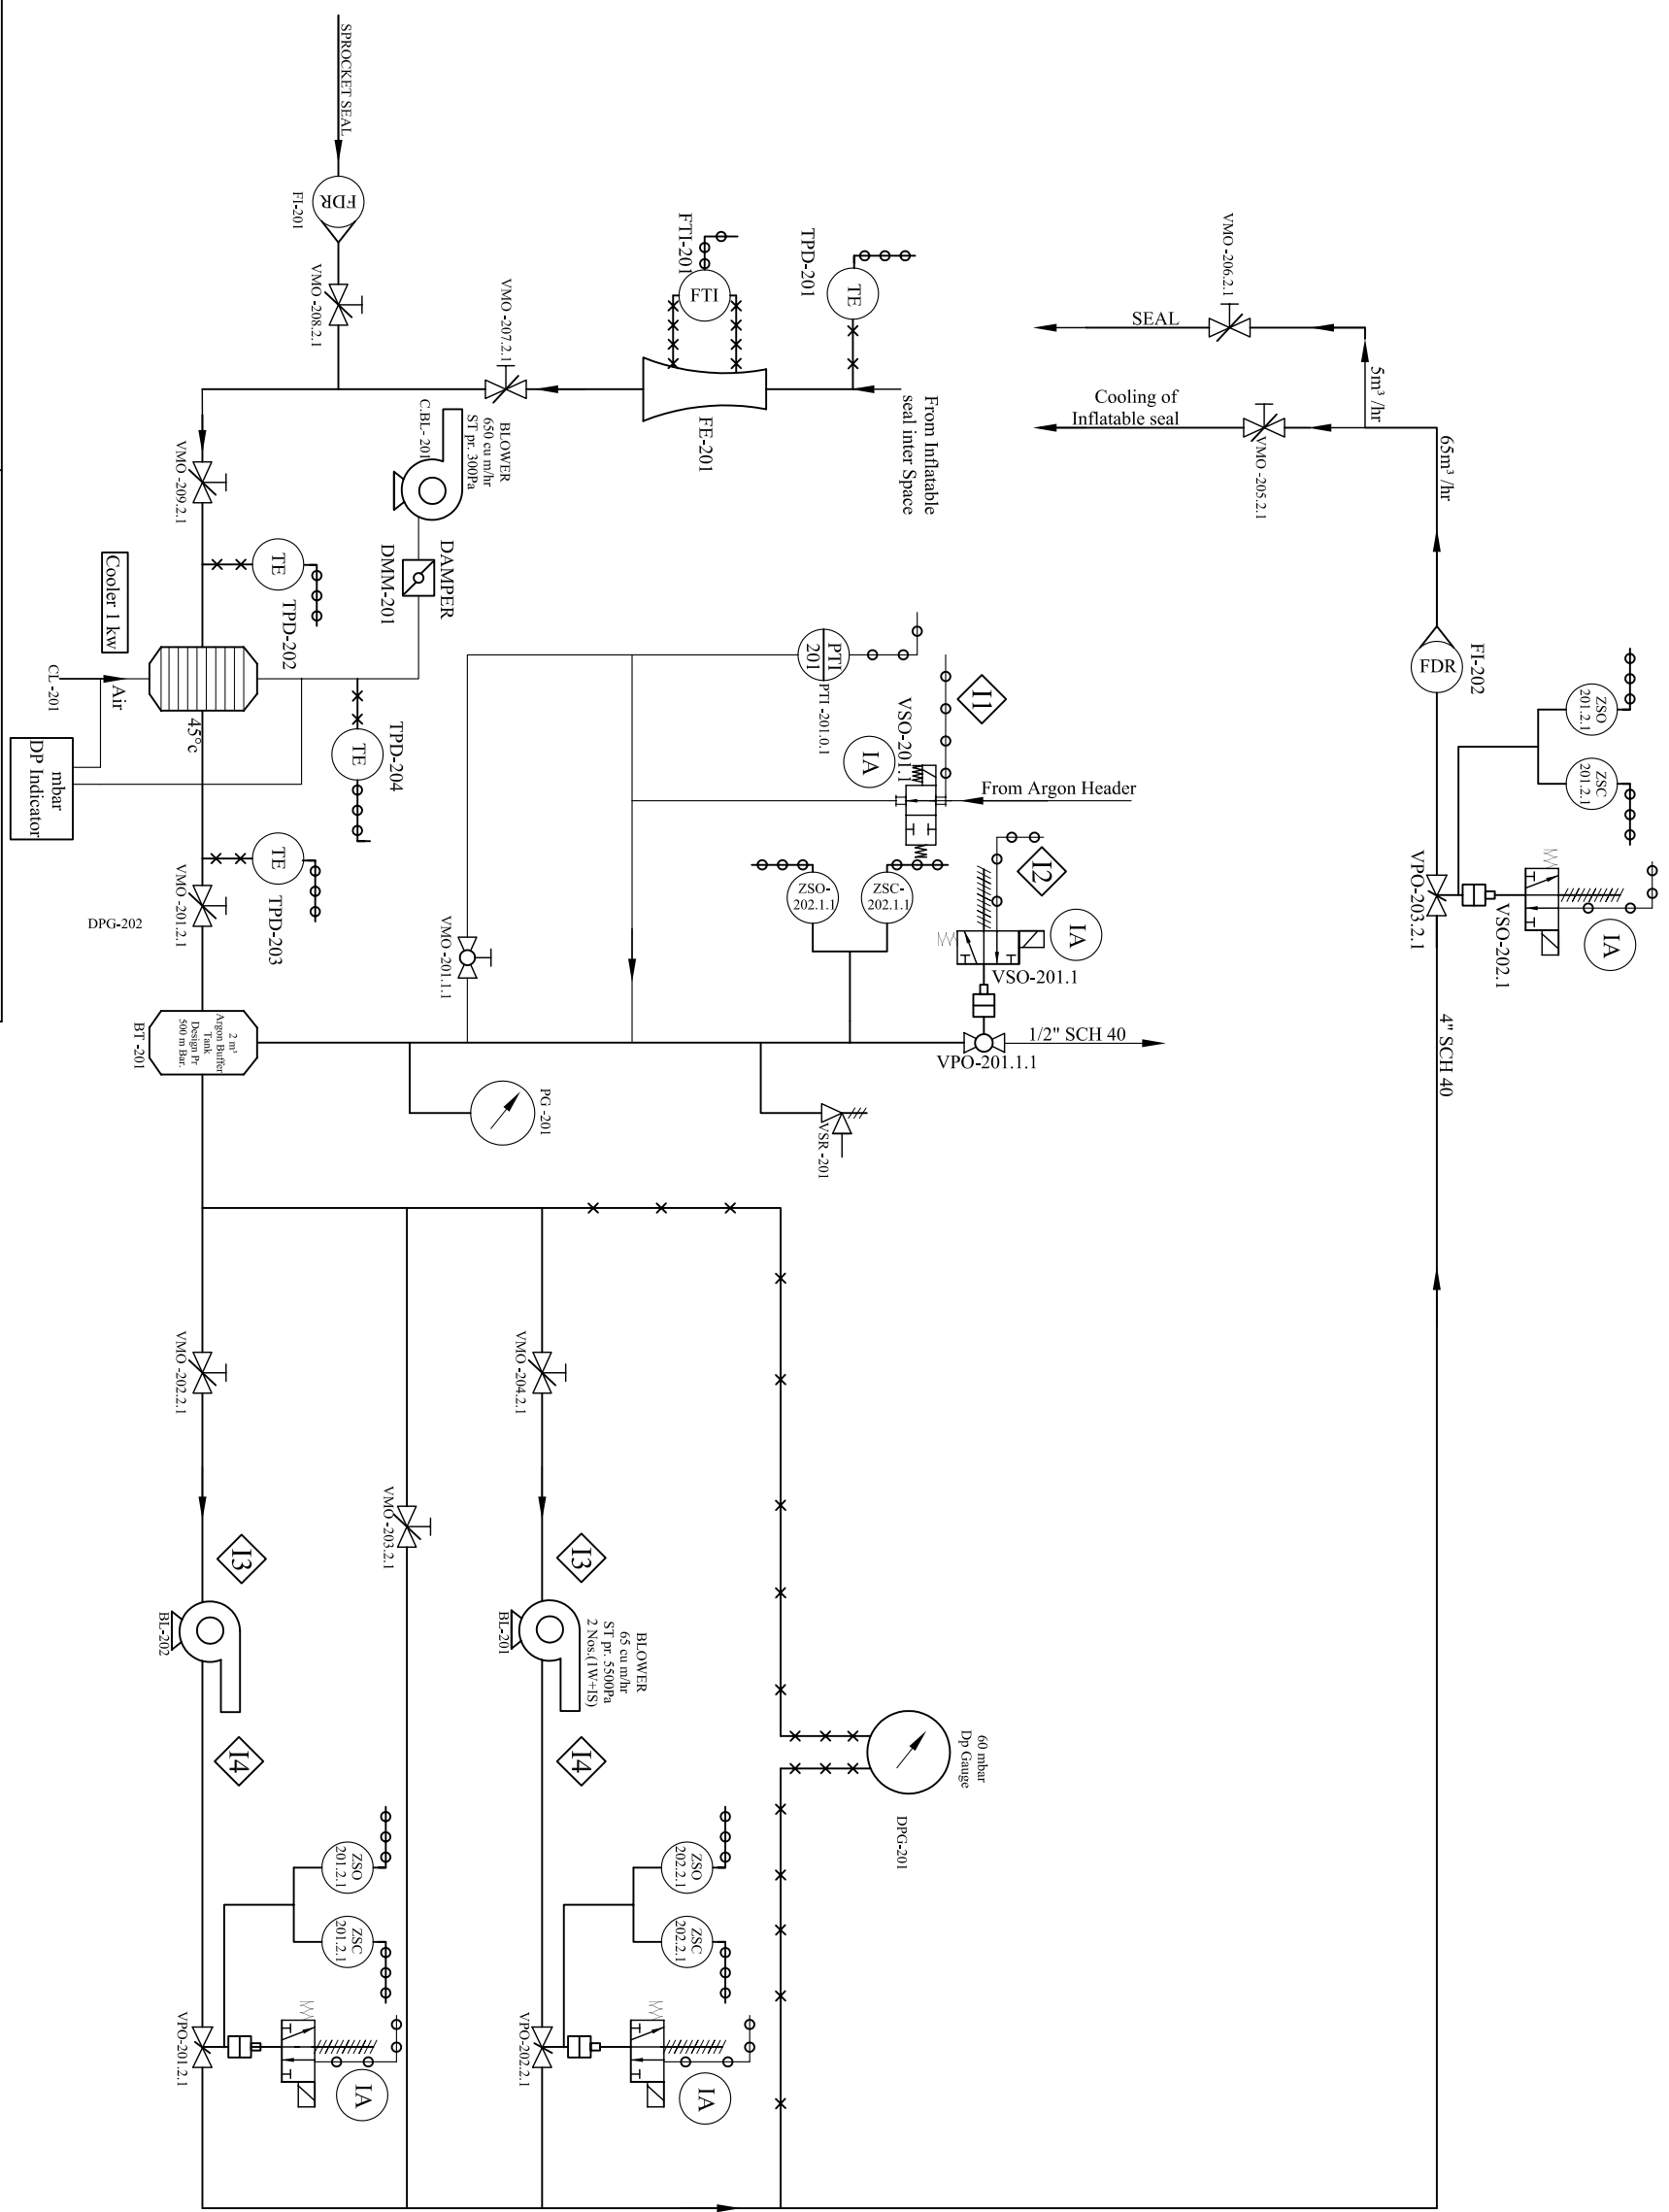 SPROCKET SEAL
FDR
FI-201
VMO -208.2.1
FTI-201
FTI
TPD-201
TE
VMO -207.2.1
FE-201
From Inflatable
seal inter Space
VMO -206.2.1
SEAL
5m³ /hr
Cooling of
Inflatable seal
VMO -205.2.1
65m³ /hr
BLOWER
650 cu m/hr
ST pr. 300Pa
C.BL- 201
DAMPER
DMM-201
VMO -209.2.1
TE
TPD-202
Cooler 1 kw
CL -201
Air
45°c
mbar
DP Indicator
TE
TPD-204
TE
TPD-203
VMO -201.2.1
DPG-202
PTI
201
PTI -201.0.1
I1
VSO-201.1
IA
From Argon Header
I2
IA
ZSO-
202.1.1
ZSC-
202.1.1
VSO-201.1
VPO-201.1.1
1/2" SCH 40
VMO -201.1.1
2 m³
Argon Buffer
Tank
Design Pr
500 m Bar.
BT -201
PG -201
VSR -201
FI-202
FDR
ZSO
201.2.1
ZSC
201.2.1
VPO-203.2.1
VSO-202.1
IA
4" SCH 40
VMO -202.2.1
VMO -204.2.1
VMO -203.2.1
I3
I3
BL-202
BL-201
BLOWER
65 cu m/hr
ST pr. 5500Pa
2 Nos.(1W+IS)
I4
I4
60 mbar
Dp Gauge
DPG-201
ZSO
201.2.1
ZSC
201.2.1
ZSO
202.2.1
ZSC
202.2.1
VPO-201.2.1
IA
VPO-202.2.1
IA